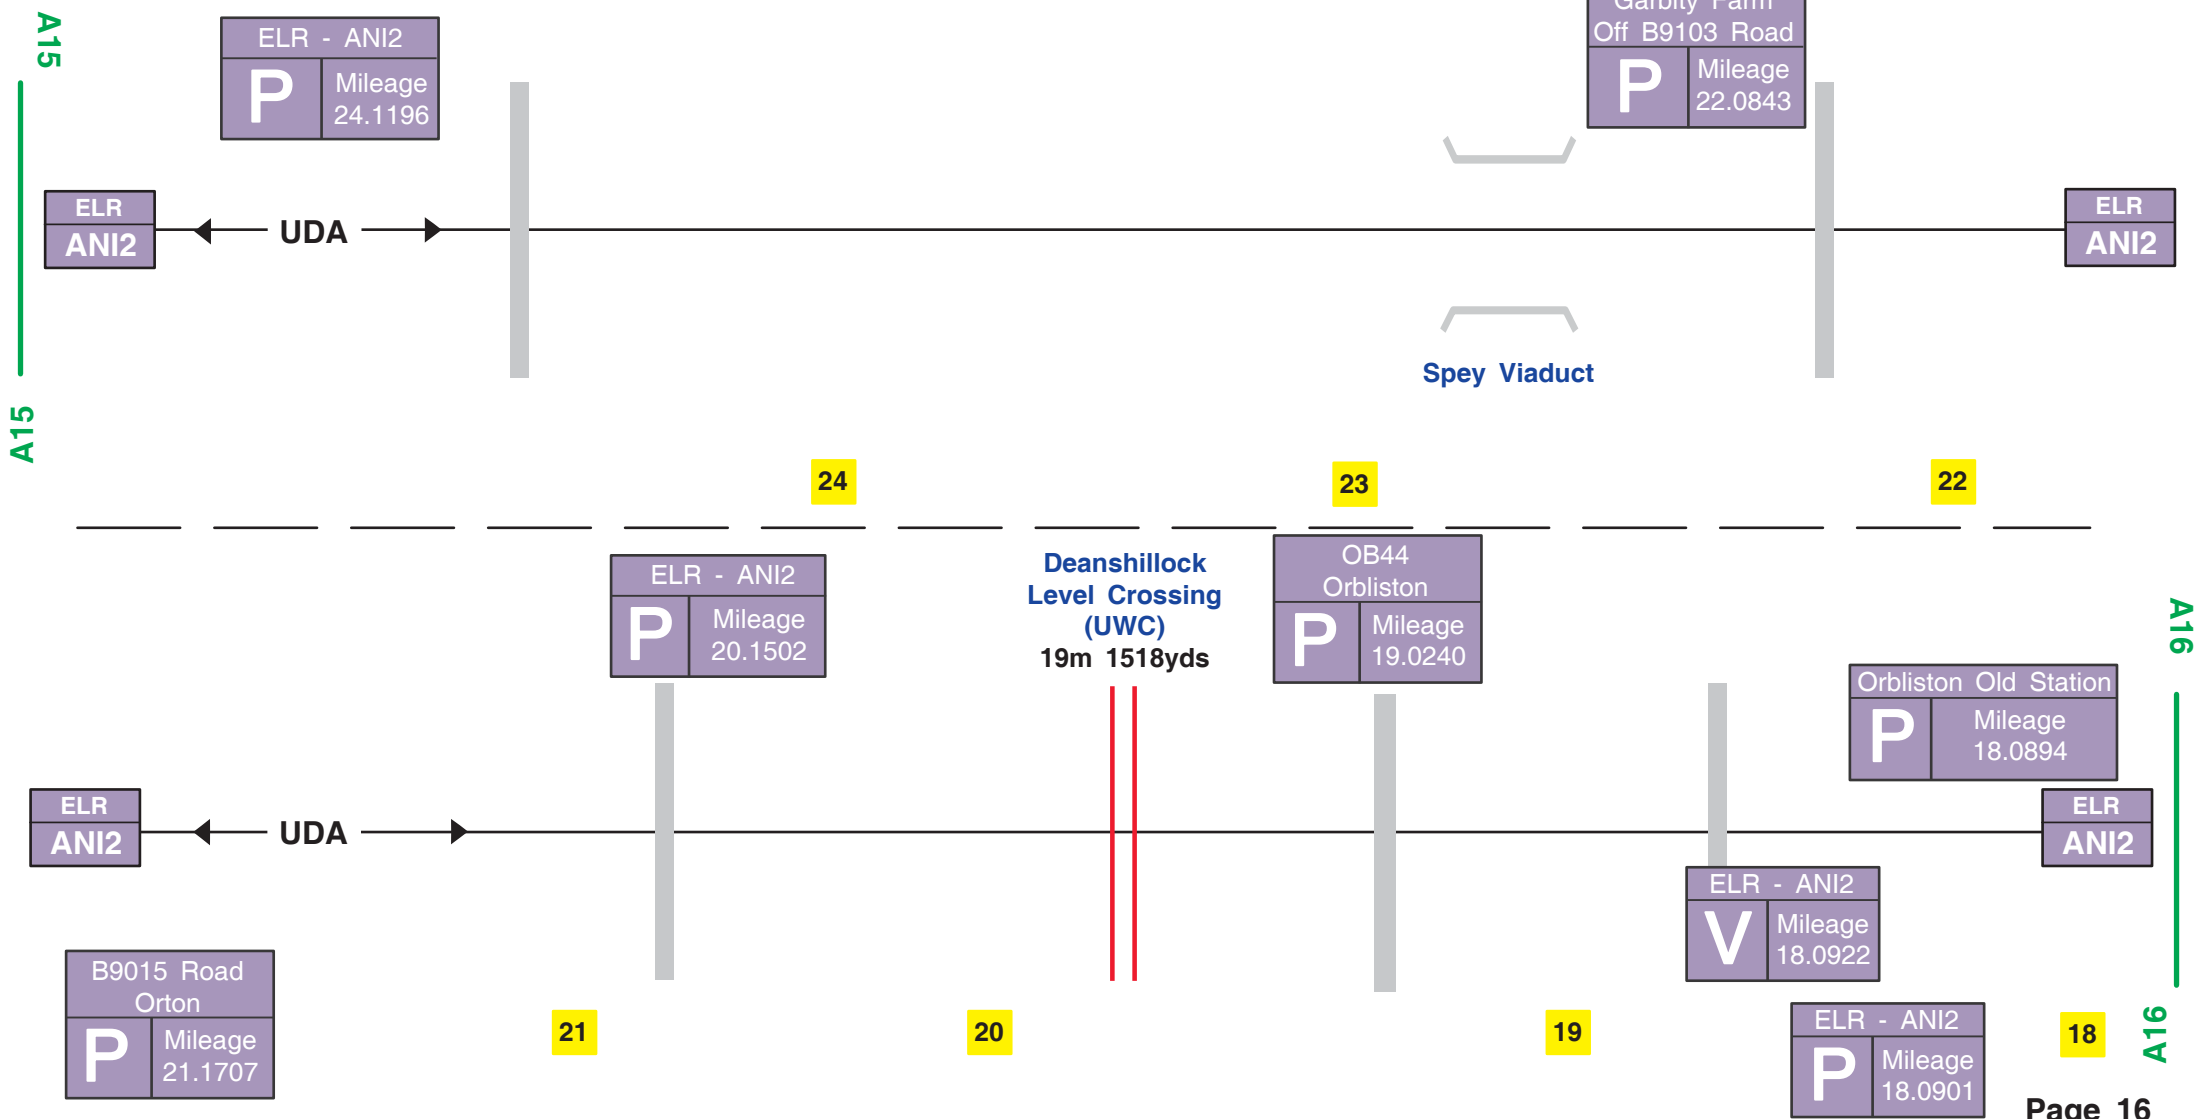 A15
ELR - ANI2
P
Mileage
24.1196
Garbity Farm
Off B9103 Road
P
Mileage
22.0843
ELR
ANI2
UDA
ELR
ANI2
Spey Viaduct
A15
24
23
22
ELR - ANI2
P
Mileage
20.1502
Deanshillock
Level Crossing
(UWC)
19m 1518yds
OB44
Orbliston
P
Mileage
19.0240
A16
Orbliston Old Station
P
Mileage
18.0894
ELR
ANI2
UDA
ELR
ANI2
ELR - ANI2
V
Mileage
18.0922
B9015 Road
Orton
P
Mileage
21.1707
21
20
19
ELR - ANI2
P
Mileage
18.0901
18
A16
Page 16